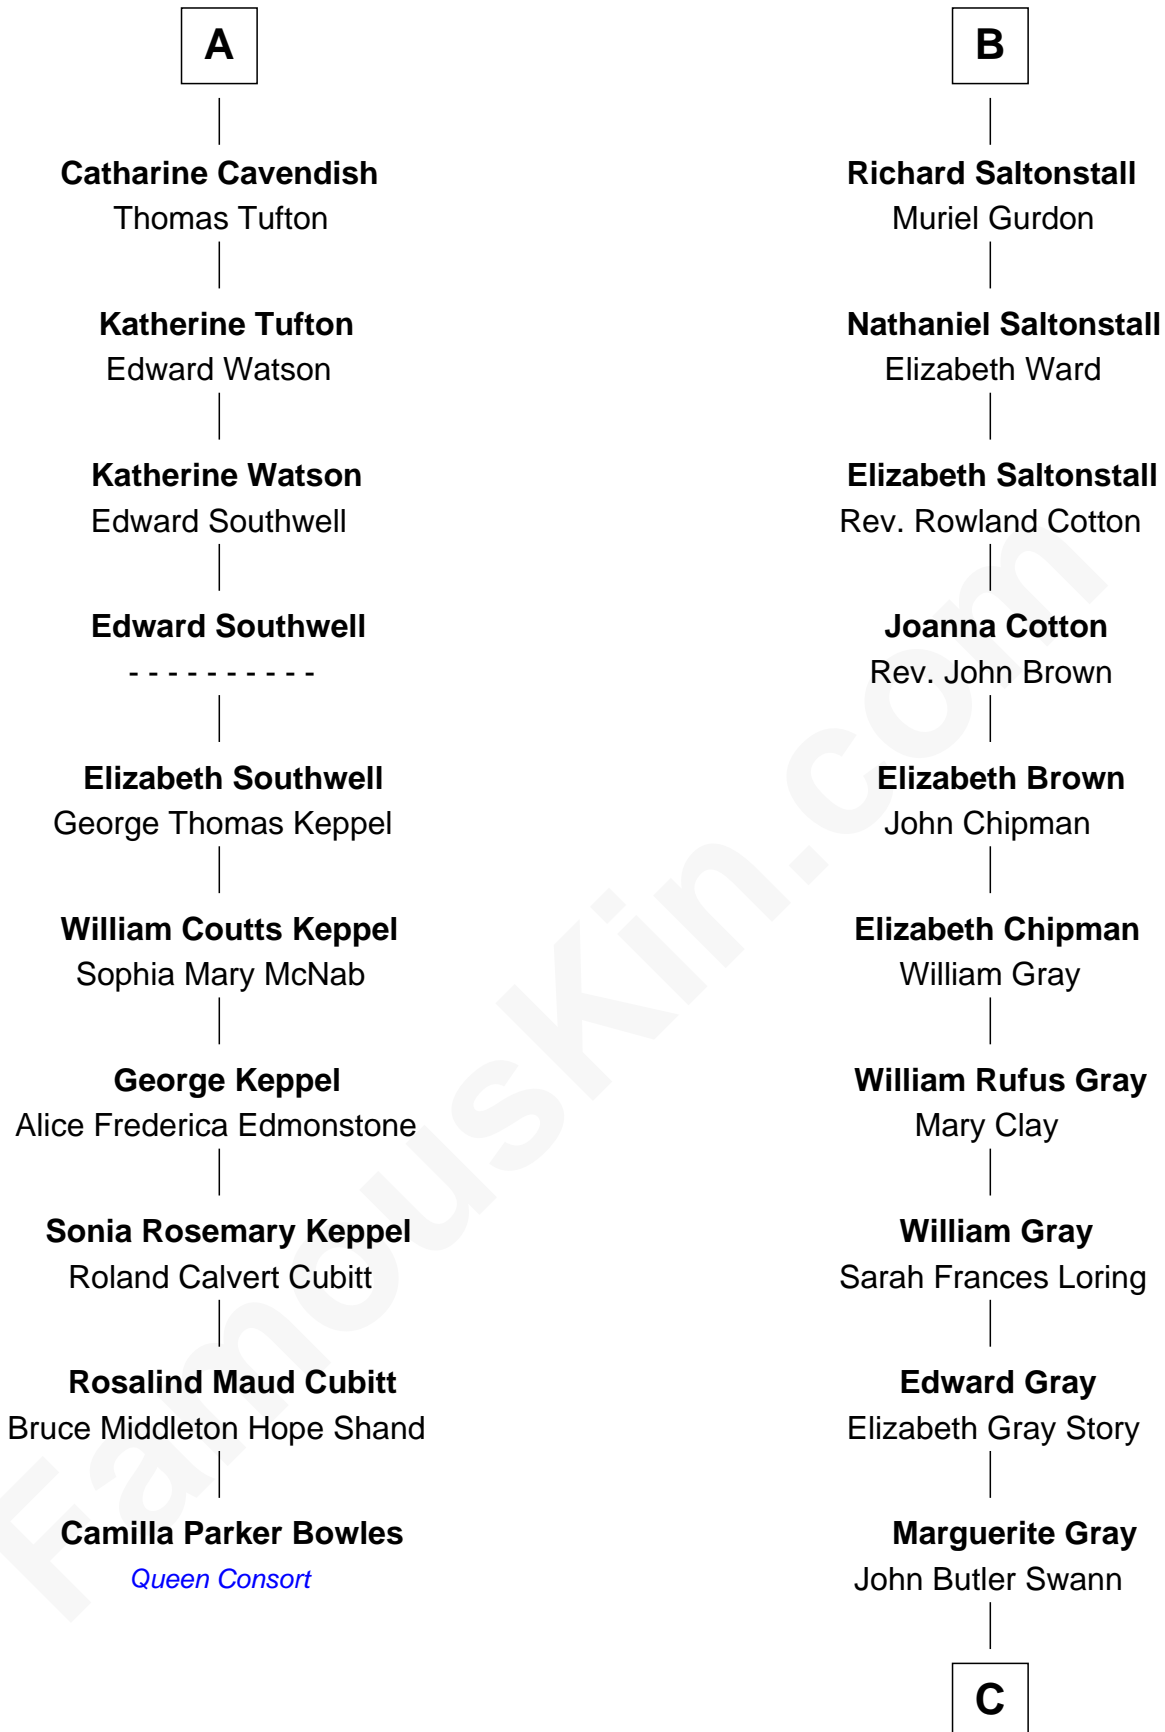 A
Catharine Cavendish
Thomas Tufton
Katherine Tufton
Edward Watson
Katherine Watson
Edward Southwell
Edward Southwell
- - - - - - - - - -
Elizabeth Southwell
George Thomas Keppel
William Coutts Keppel
Sophia Mary McNab
George Keppel
Alice Frederica Edmonstone
Sonia Rosemary Keppel
Roland Calvert Cubitt
Rosalind Maud Cubitt
Bruce Middleton Hope Shand
Camilla Parker Bowles
Queen Consort
B
Richard Saltonstall
Muriel Gurdon
Nathaniel Saltonstall
Elizabeth Ward
Elizabeth Saltonstall
Rev. Rowland Cotton
Joanna Cotton
Rev. John Brown
Elizabeth Brown
John Chipman
Elizabeth Chipman
William Gray
William Rufus Gray
Mary Clay
William Gray
Sarah Frances Loring
Edward Gray
Elizabeth Gray Story
Marguerite Gray
John Butler Swann
C
FamousKin.com